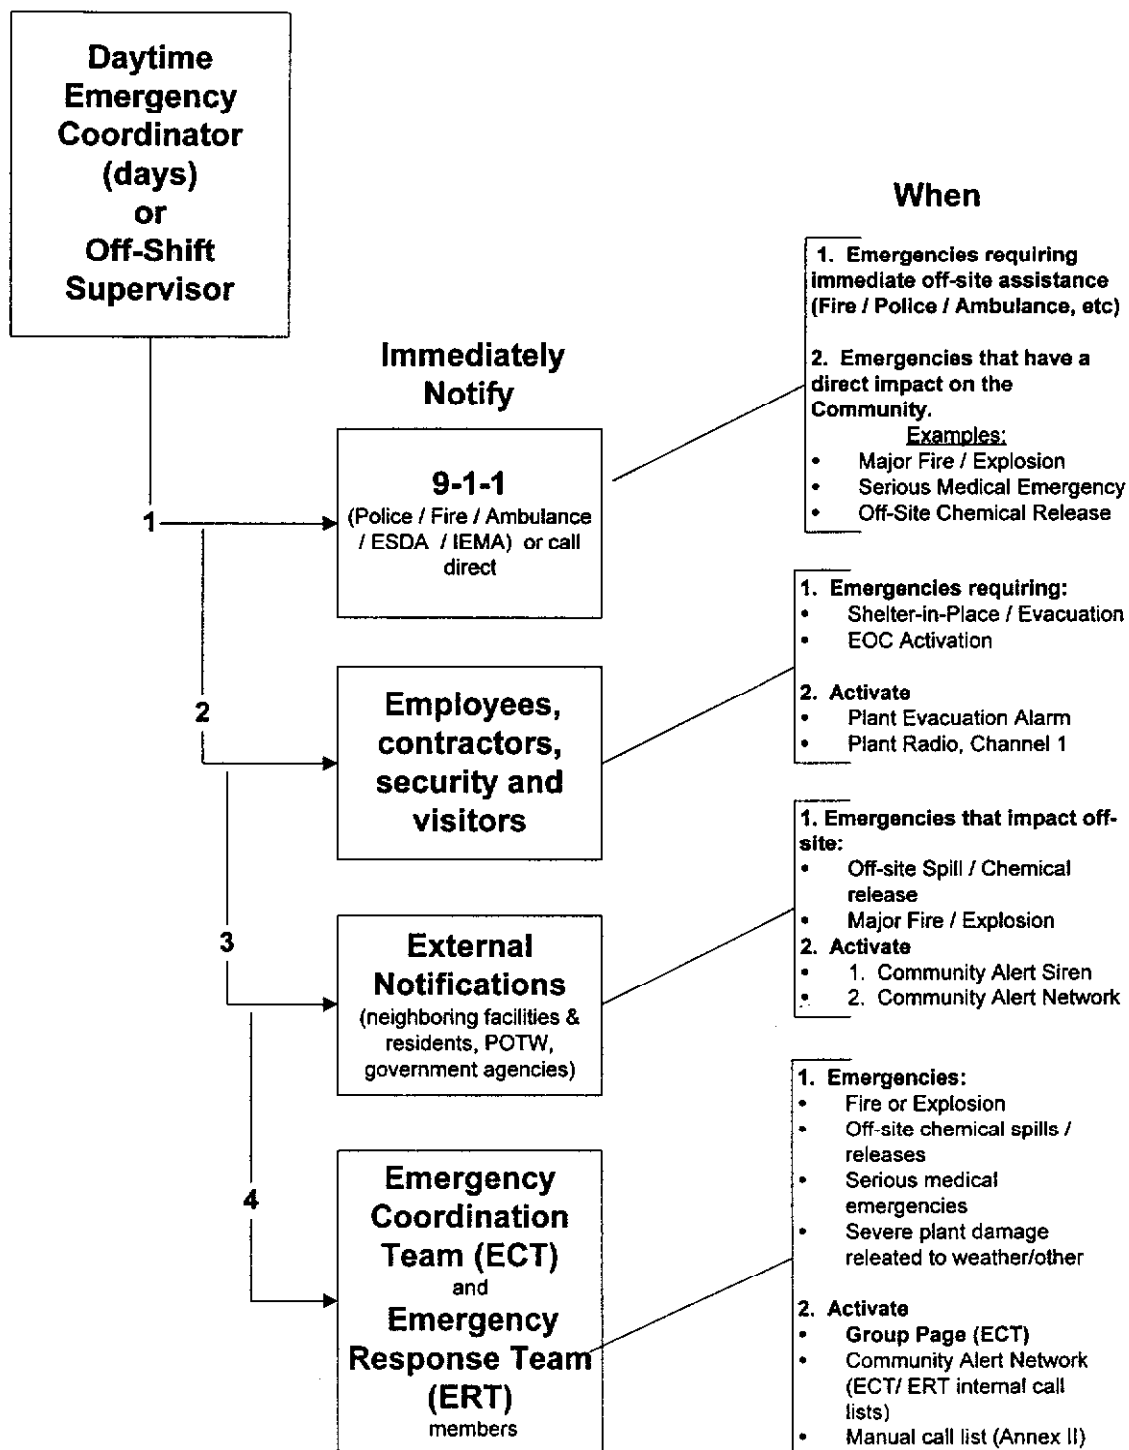 Daytime
Emergency
Coordinator
(days)
or
Off-Shift
Supervisor
Immediately
Notify
When
1
9-1-1
(Police / Fire / Ambulance
/ ESDA / IEMA) or call
direct
1. Emergencies requiring
immediate off-site assistance
(Fire / Police / Ambulance, etc)
2. Emergencies that have a
direct impact on the
Community.
Examples:
• Major Fire / Explosion
• Serious Medical Emergency
• Off-Site Chemical Release
2
Employees,
contractors,
security and
visitors
1. Emergencies requiring:
• Shelter-in-Place / Evacuation
• EOC Activation
2. Activate
• Plant Evacuation Alarm
• Plant Radio, Channel 1
3
External
Notifications
(neighboring facilities &
residents, POTW,
government agencies)
1. Emergencies that impact off-
site:
• Off-site Spill / Chemical
release
• Major Fire / Explosion
2. Activate
• 1. Community Alert Siren
• 2. Community Alert Network
4
Emergency
Coordination
Team (ECT)
and
Emergency
Response Team
(ERT)
members
1. Emergencies:
• Fire or Explosion
• Off-site chemical spills /
releases
• Serious medical
emergencies
• Severe plant damage
releated to weather/other
2. Activate
• Group Page (ECT)
• Community Alert Network
(ECT/ ERT internal call
lists)
• Manual call list (Annex II)